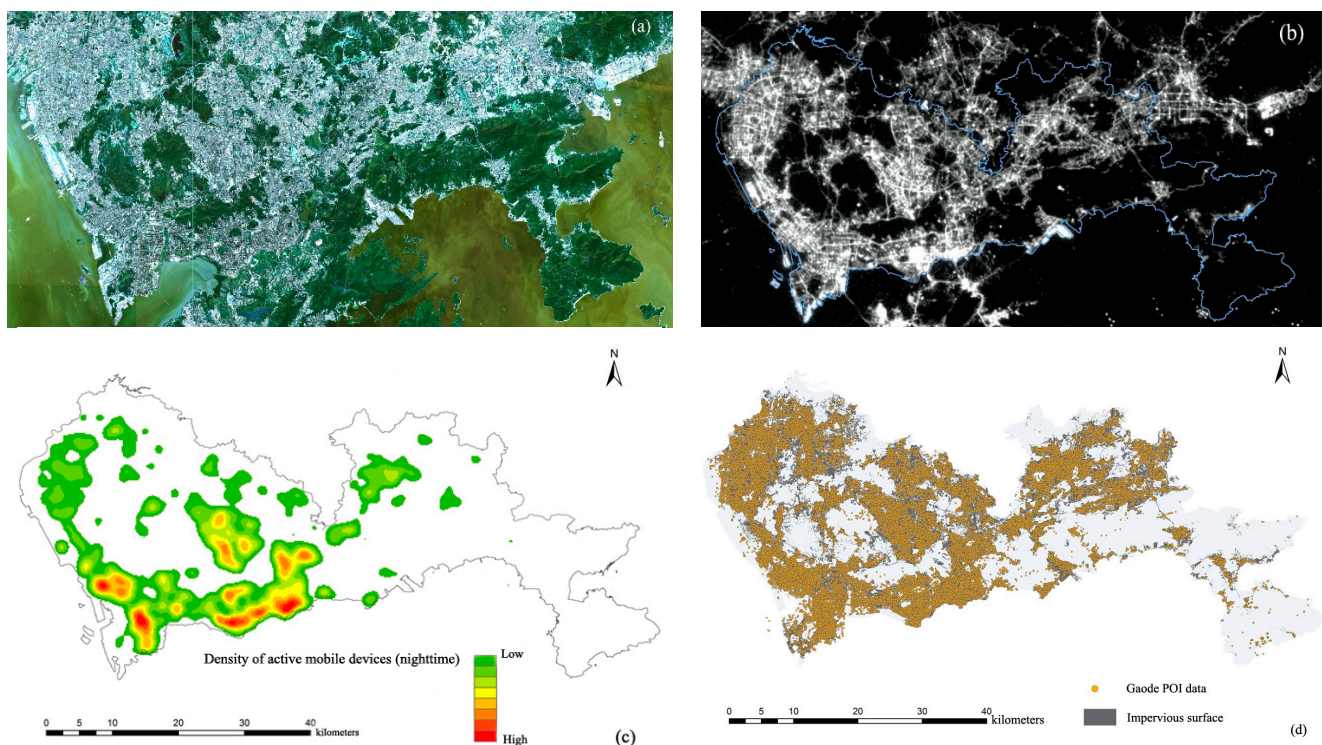 (a)
(b)
N
Density of active mobile devices (nighttime)
Low
High
0 5 10 20 30 40
kilometers
(c)
N
Gaode POI data
Impervious surface
0 5 10 20 30 40
kilometers
(d)